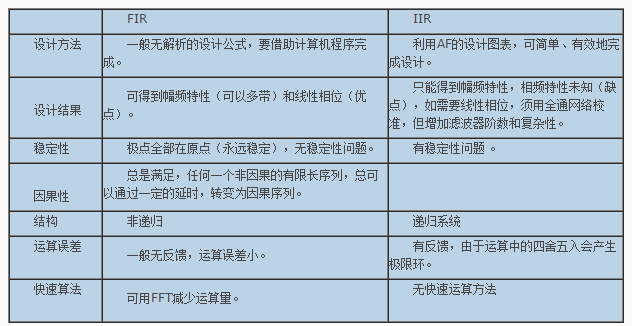 FIR
IIR
设计方法
一般无解析的设计公式，要借助计算机程序完
成。
利用AF的设计图表，可简单、有效地完
成设计。
设计结果
可得到幅频特性（可以多带）和线性相位（优
点）。
只能得到幅频特性，相频特性未知（缺
点），如需要线性相位，须用全通网络校
准，但增加滤波器阶数和复杂性。
稳定性
极点全部在原点（永远稳定），无稳定性问题。
有稳定性问题 。
因果性
总是满足，任何一个非因果的有限长序列，总可
以通过一定的延时，转变为因果序列。
结构
非递归
递归系统
运算误差
一般无反馈，运算误差小。
有反馈，由于运算中的四舍五入会产生
极限环。
快速算法
可用FFT减少运算量。
无快速运算方法